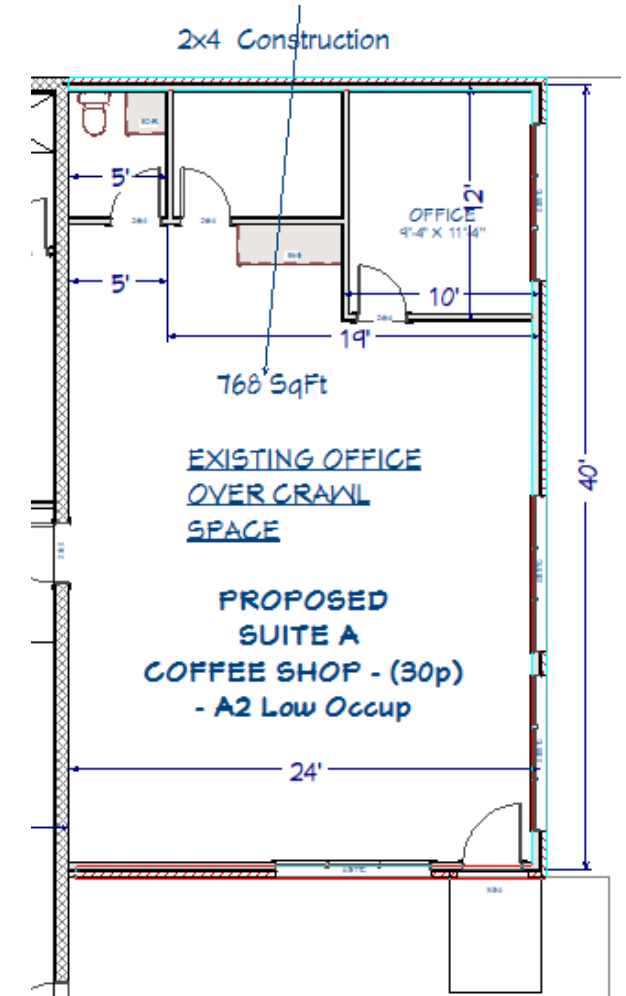 2x4 Construction
5'
12'
OFFICE
9'-4" X 11'-4"
5'
10'
19'
768 SqFt
40'
EXISTING OFFICE
OVER CRAWL
SPACE
PROPOSED
SUITE A
COFFEE SHOP - (30p)
- A2 Low Occup
24'